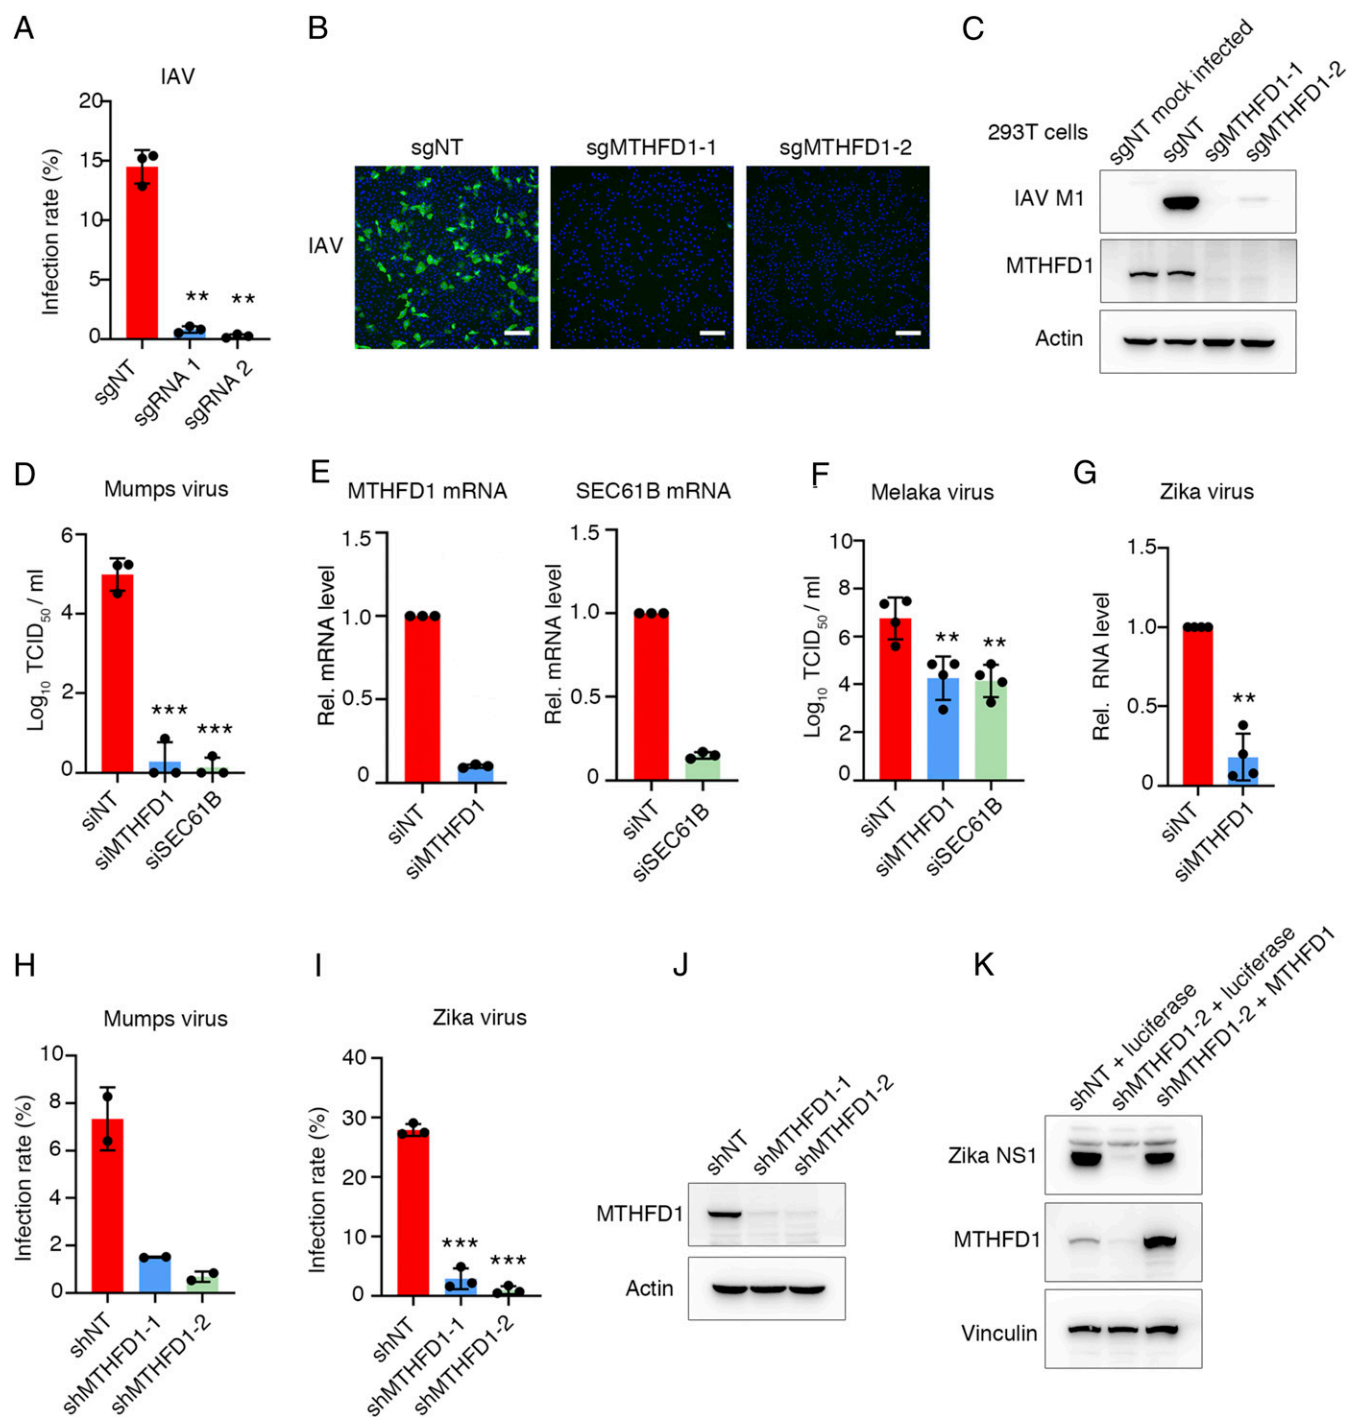 A
IAV
Infection rate (%)
20
15
10
5
0
**
**
sgNT
sgRNA 1
sgRNA 2
B
sgNT
sgMTHFD1-1
sgMTHFD1-2
IAV
C
293T cells
sgNT mock infected
sgNT
sgMTHFD1-1
sgMTHFD1-2
IAV M1
MTHFD1
Actin
D
Mumps virus
Log10 TCID50 / ml
6
4
2
0
***
***
siNT
siMTHFD1
siSEC61B
E
MTHFD1 mRNA
Rel. mRNA level
1.5
1.0
0.5
0
siNT
siMTHFD1
SEC61B mRNA
Rel. mRNA level
1.5
1.0
0.5
0
siNT
siSEC61B
F
Melaka virus
Log10 TCID50 / ml
10
8
6
4
2
0
**
**
siNT
siMTHFD1
siSEC61B
G
Zika virus
Rel. RNA level
1.5
1.0
0.5
0
**
siNT
siMTHFD1
H
Mumps virus
Infection rate (%)
10
8
6
4
2
0
shNT
shMTHFD1-1
shMTHFD1-2
I
Zika virus
Infection rate (%)
40
30
20
10
0
***
***
shNT
shMTHFD1-1
shMTHFD1-2
J
shNT
shMTHFD1-1
shMTHFD1-2
MTHFD1
Actin
K
shNT + luciferase
shMTHFD1-2 + luciferase
shMTHFD1-2 + MTHFD1
Zika NS1
MTHFD1
Vinculin